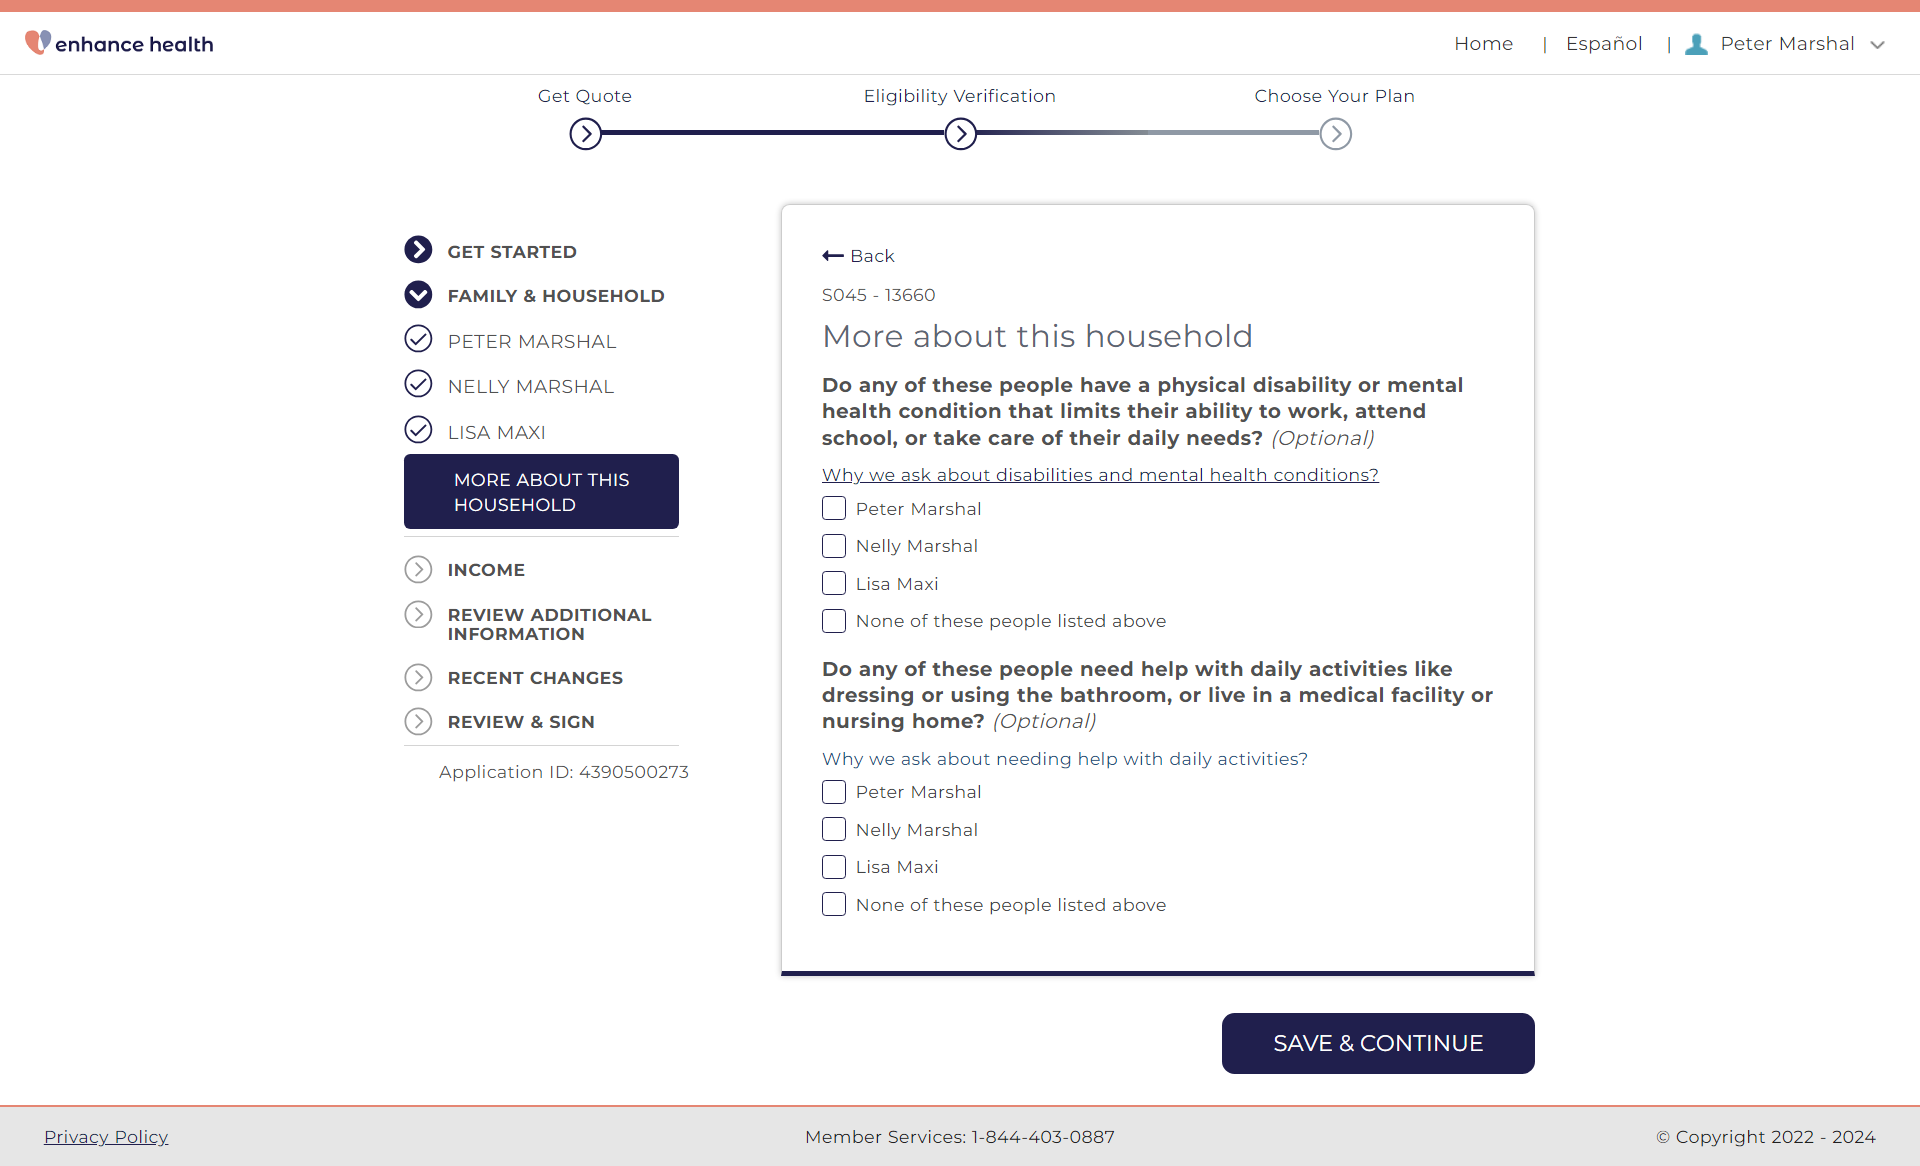 enhance health
Home | Español | Peter Marshal
Get Quote
Eligibility Verification
Choose Your Plan
GET STARTED
FAMILY & HOUSEHOLD
PETER MARSHAL
NELLY MARSHAL
LISA MAXI
MORE ABOUT THIS
HOUSEHOLD
INCOME
REVIEW ADDITIONAL
INFORMATION
RECENT CHANGES
REVIEW & SIGN
Application ID: 4390500273
Back
S045 - 13660
More about this household
Do any of these people have a physical disability or mental
health condition that limits their ability to work, attend
school, or take care of their daily needs? (Optional)
Why we ask about disabilities and mental health conditions?
Peter Marshal
Nelly Marshal
Lisa Maxi
None of these people listed above
Do any of these people need help with daily activities like
dressing or using the bathroom, or live in a medical facility or
nursing home? (Optional)
Why we ask about needing help with daily activities?
Peter Marshal
Nelly Marshal
Lisa Maxi
None of these people listed above
SAVE & CONTINUE
Privacy Policy
Member Services: 1-844-403-0887
© Copyright 2022 - 2024